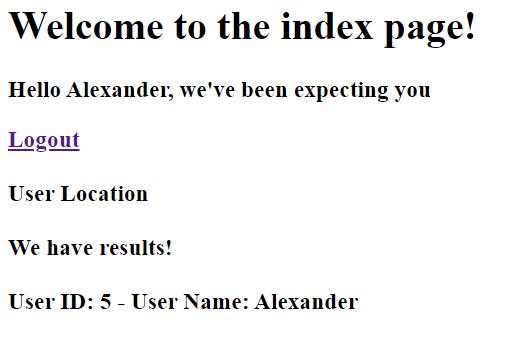 Welcome to the index page!
Hello Alexander, we've been expecting you
Logout
User Location
We have results!
User ID: 5 - User Name: Alexander